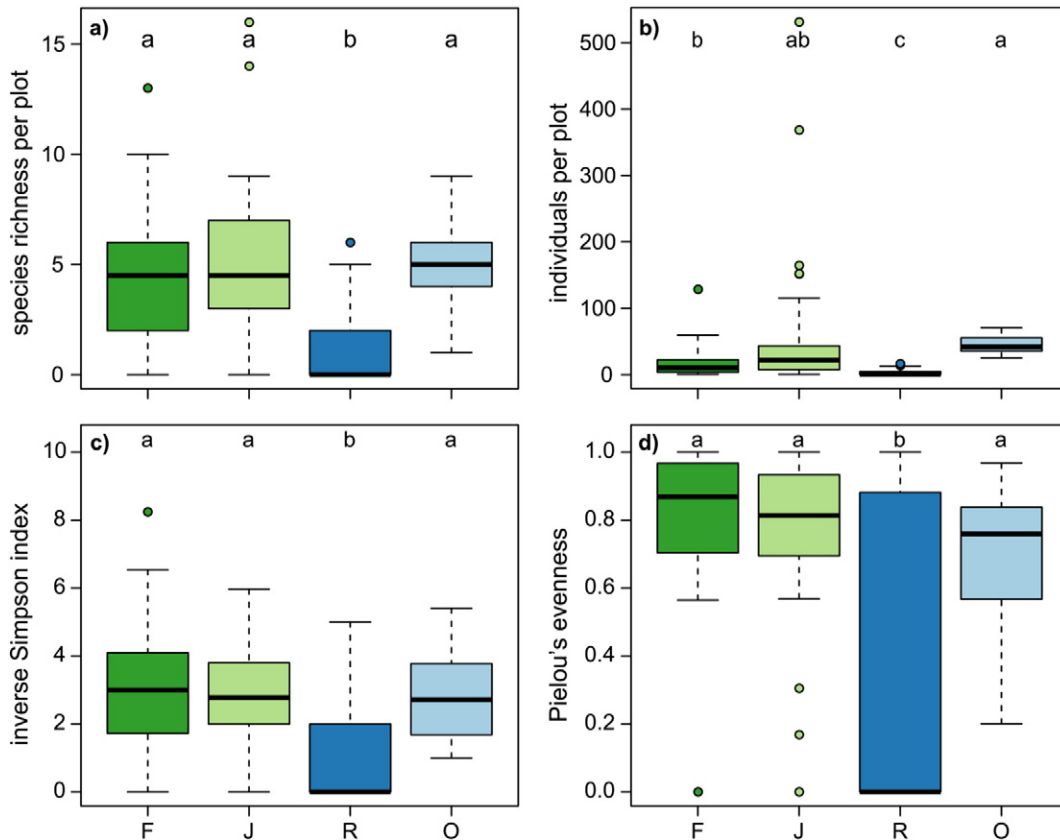 a)
a a b a
15
10
5
0
species richness per plot
b)
b ab c a
500
400
300
200
100
0
individuals per plot
c)
a a b a
10
8
6
4
2
0
inverse Simpson index
F J R O
d)
a a b a
1.0
0.8
0.6
0.4
0.2
0.0
Pielou's evenness
F J R O